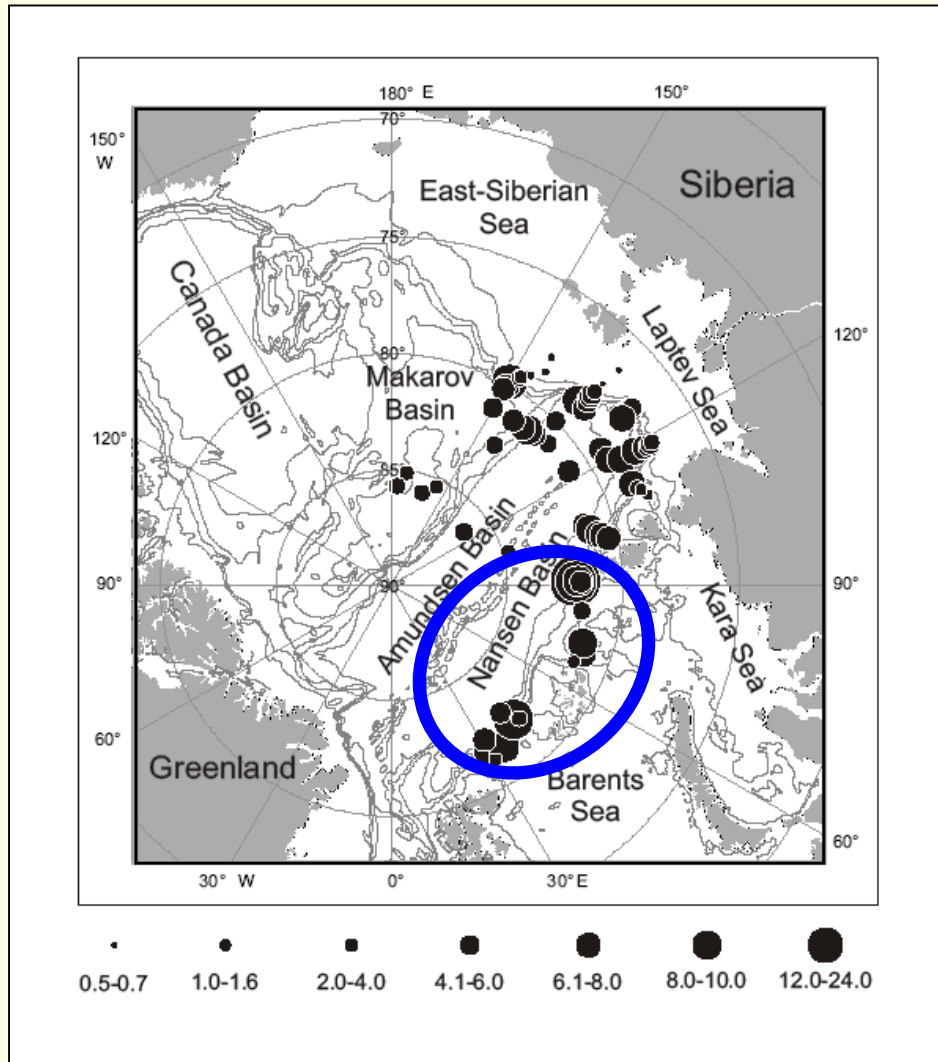 180° E
150°
150°
W
70°
East-Siberian
Sea
Siberia
75°
Canada Basin
Laptev Sea
120°
80°
Makarov
Basin
120°
85°
Amundsen Basin
Nansen Basin
90°
90
90°
Kara Sea
60°
Greenland
Barents
Sea
60°
30° W
0°
30°E
0.5-0.7
1.0-1.6
2.0-4.0
4.1-6.0
6.1-8.0
8.0-10.0
12.0-24.0